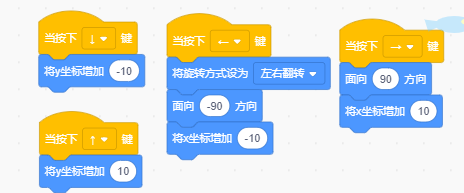 当按下 ↓ 键
将y坐标增加 -10
当按下 ↑ 键
将y坐标增加 10
当按下 ← 键
将旋转方式设为 左右翻转
面向 -90 方向
将x坐标增加 -10
当按下 → 键
面向 90 方向
将x坐标增加 10